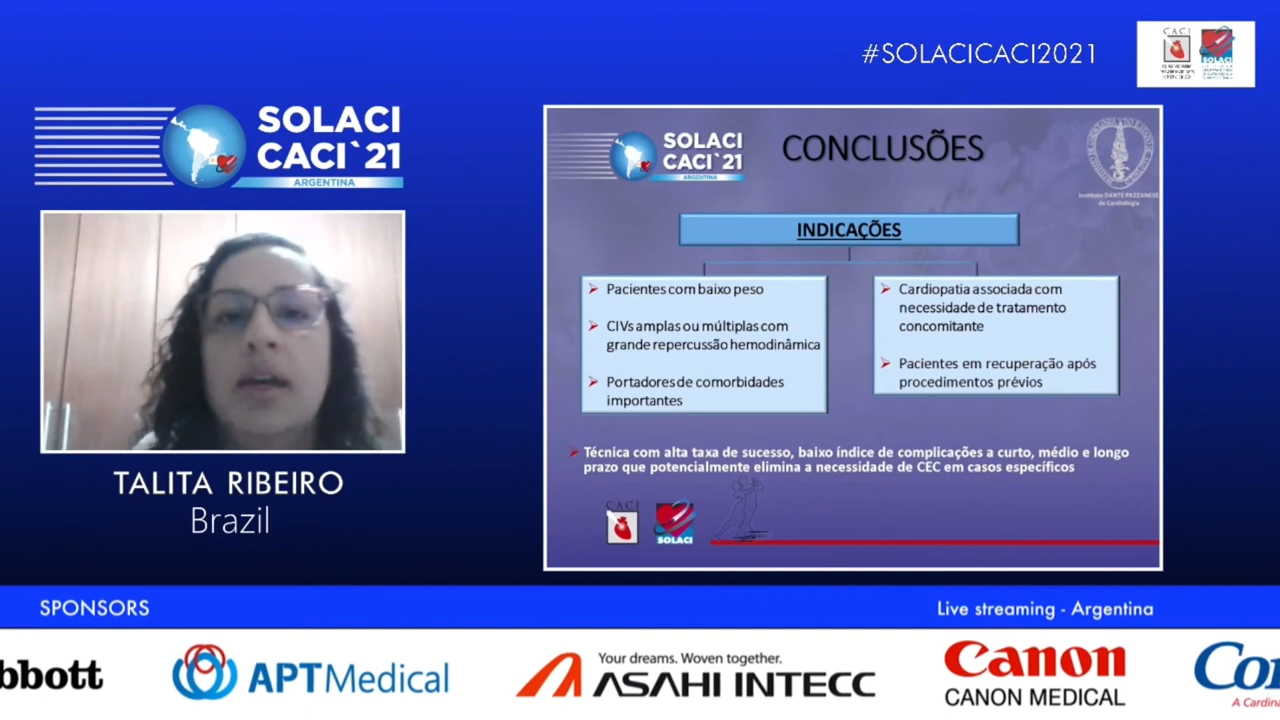 #SOLACICACI2021
CACI
SOLACI
SOLACI
CACI`21
ARGENTINA
TALITA RIBEIRO
Brazil
SOLACI
CACI`21
ARGENTINA
CONCLUSÕES
Instituto DANTE PAZZANESE
de Cardiologia
INDICAÇÕES
Pacientes com baixo peso
CIVs amplas ou múltiplas com
grande repercussão hemodinâmica
Portadores de comorbidades
importantes
Cardiopatia associada com
necessidade de tratamento
concomitante
Pacientes em recuperação após
procedimentos prévios
Técnica com alta taxa de sucesso, baixo índice de complicações a curto, médio e longo
prazo que potencialmente elimina a necessidade de CEC em casos específicos
CACI
SOLACI
SPONSORS
Live streaming - Argentina
bbott
APTMedical
Your dreams. Woven together.
ASAHI INTECC
Canon
CANON MEDICAL
Cor
A Cardina